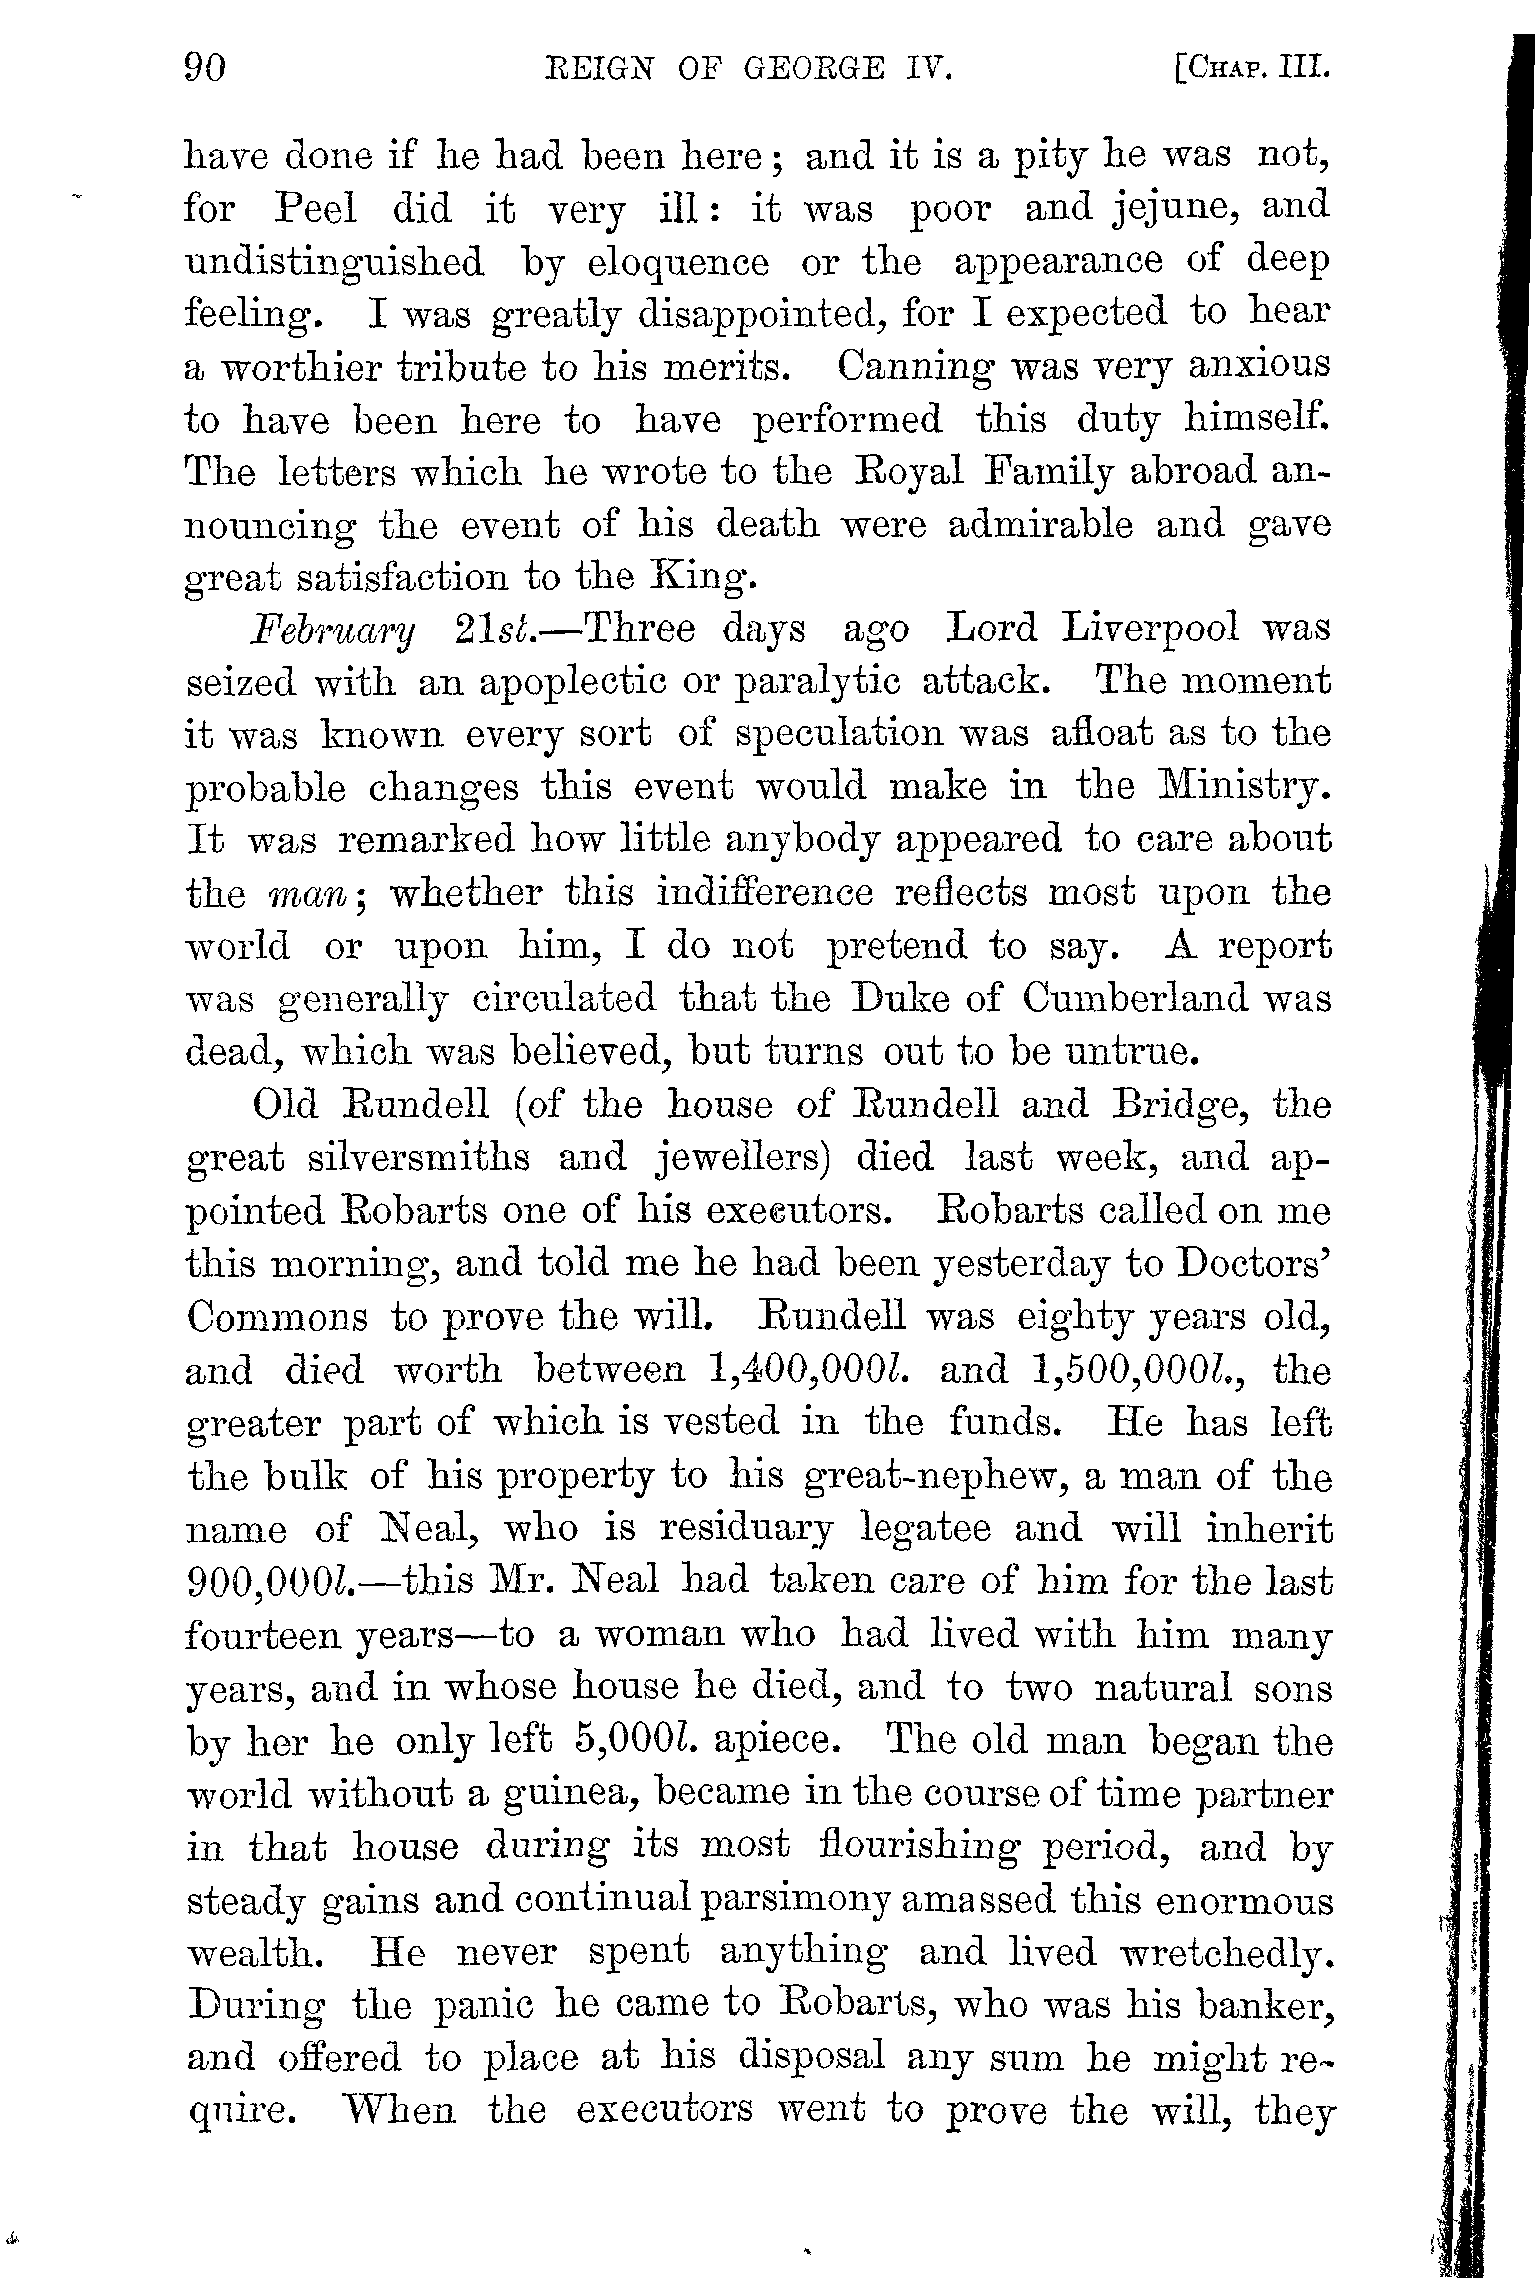 90 REIGN OF GEORGE IV. [CHAP. III.
have done if he had been here; and it is a pity he was not,
for Peel did it very ill: it was poor and jejune, and
undistinguished by eloquence or the appearance of deep
feeling. I was greatly disappointed, for I expected to hear
a worthier tribute to his merits. Canning was very anxious
to have been here to have performed this duty himself.
The letters which he wrote to the Royal Family abroad an-
nouncing the event of his death were admirable and gave
great satisfaction to the King.
February 21st.—Three days ago Lord Liverpool was
seized with an apoplectic or paralytic attack. The moment
it was known every sort of speculation was afloat as to the
probable changes this event would make in the Ministry.
It was remarked how little anybody appeared to care about
the man; whether this indifference reflects most upon the
world or upon him, I do not pretend to say. A report
was generally circulated that the Duke of Cumberland was
dead, which was believed, but turns out to be untrue.
Old Rundell (of the house of Rundell and Bridge, the
great silversmiths and jewellers) died last week, and ap-
pointed Robarts one of his executors. Robarts called on me
this morning, and told me he had been yesterday to Doctors’
Commons to prove the will. Rundell was eighty years old,
and died worth between 1,400,000l. and 1,500,000l., the
greater part of which is vested in the funds. He has left
the bulk of his property to his great-nephew, a man of the
name of Neal, who is residuary legatee and will inherit
900,000l.—this Mr. Neal had taken care of him for the last
fourteen years—to a woman who had lived with him many
years, and in whose house he died, and to two natural sons
by her he only left 5,000l. apiece. The old man began the
world without a guinea, became in the course of time partner
in that house during its most flourishing period, and by
steady gains and continual parsimony amassed this enormous
wealth. He never spent anything and lived wretchedly.
During the panic he came to Robarts, who was his banker,
and offered to place at his disposal any sum he might re-
quire. When the executors went to prove the will, they